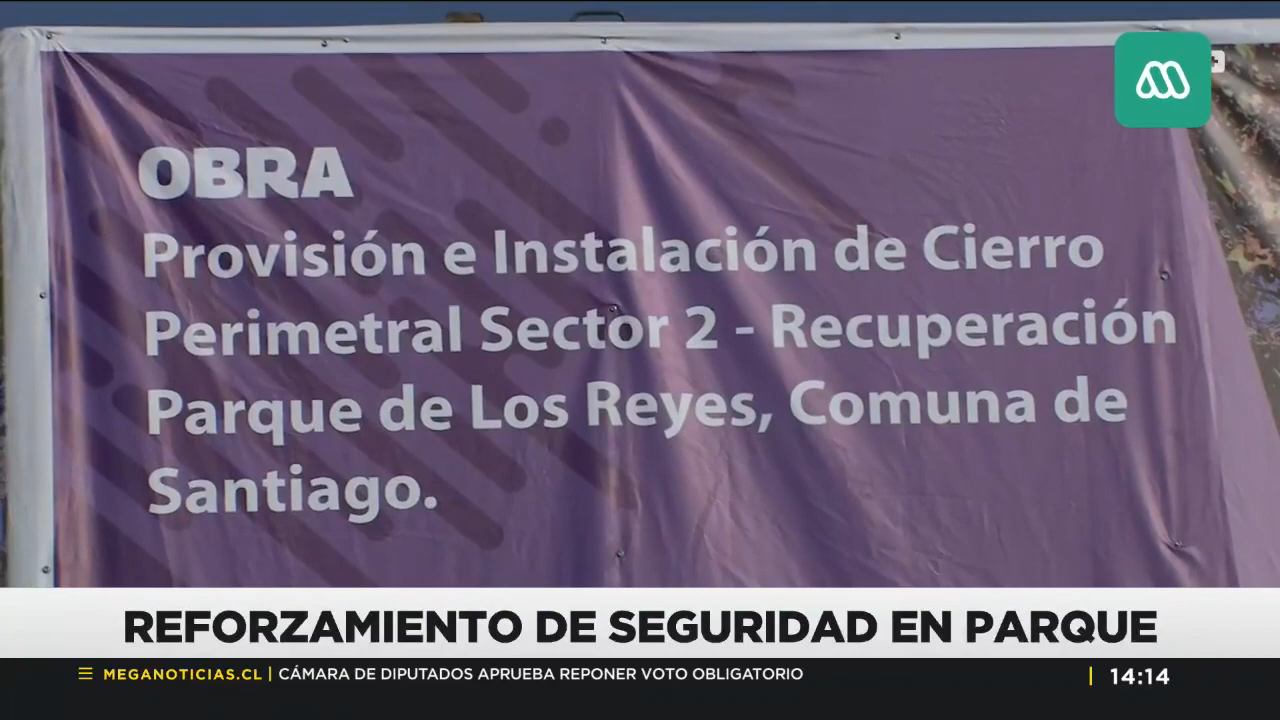 OBRA
Provisión e Instalación de Cierro
Perimetral Sector 2 - Recuperación
Parque de Los Reyes, Comuna de
Santiago.
REFORZAMIENTO DE SEGURIDAD EN PARQUE
MEGANOTICIAS.CL | CÁMARA DE DIPUTADOS APRUEBA REPONER VOTO OBLIGATORIO
14:14